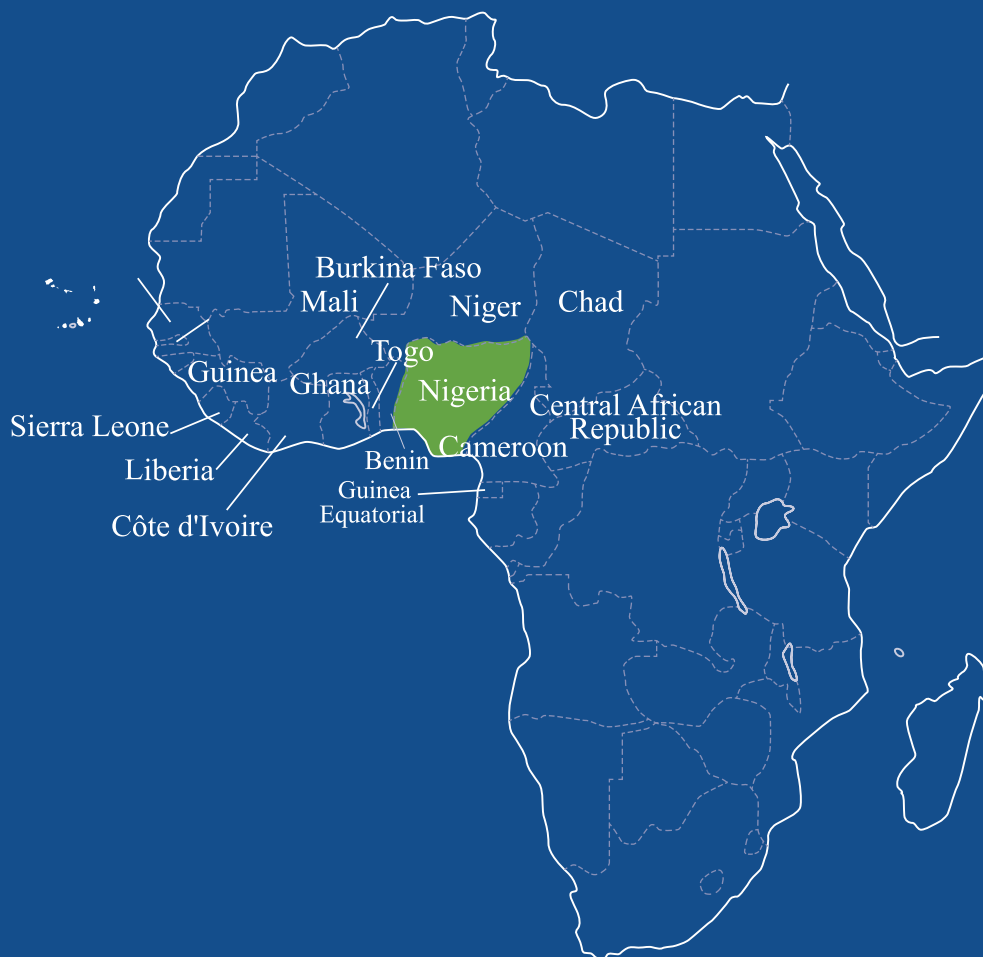 Burkina Faso
Mali
Niger
Chad
Togo
Guinea
Ghana
Nigeria
Central African
Republic
Sierra Leone
Cameroon
Benin
Liberia
Guinea
Equatorial
Côte d'Ivoire